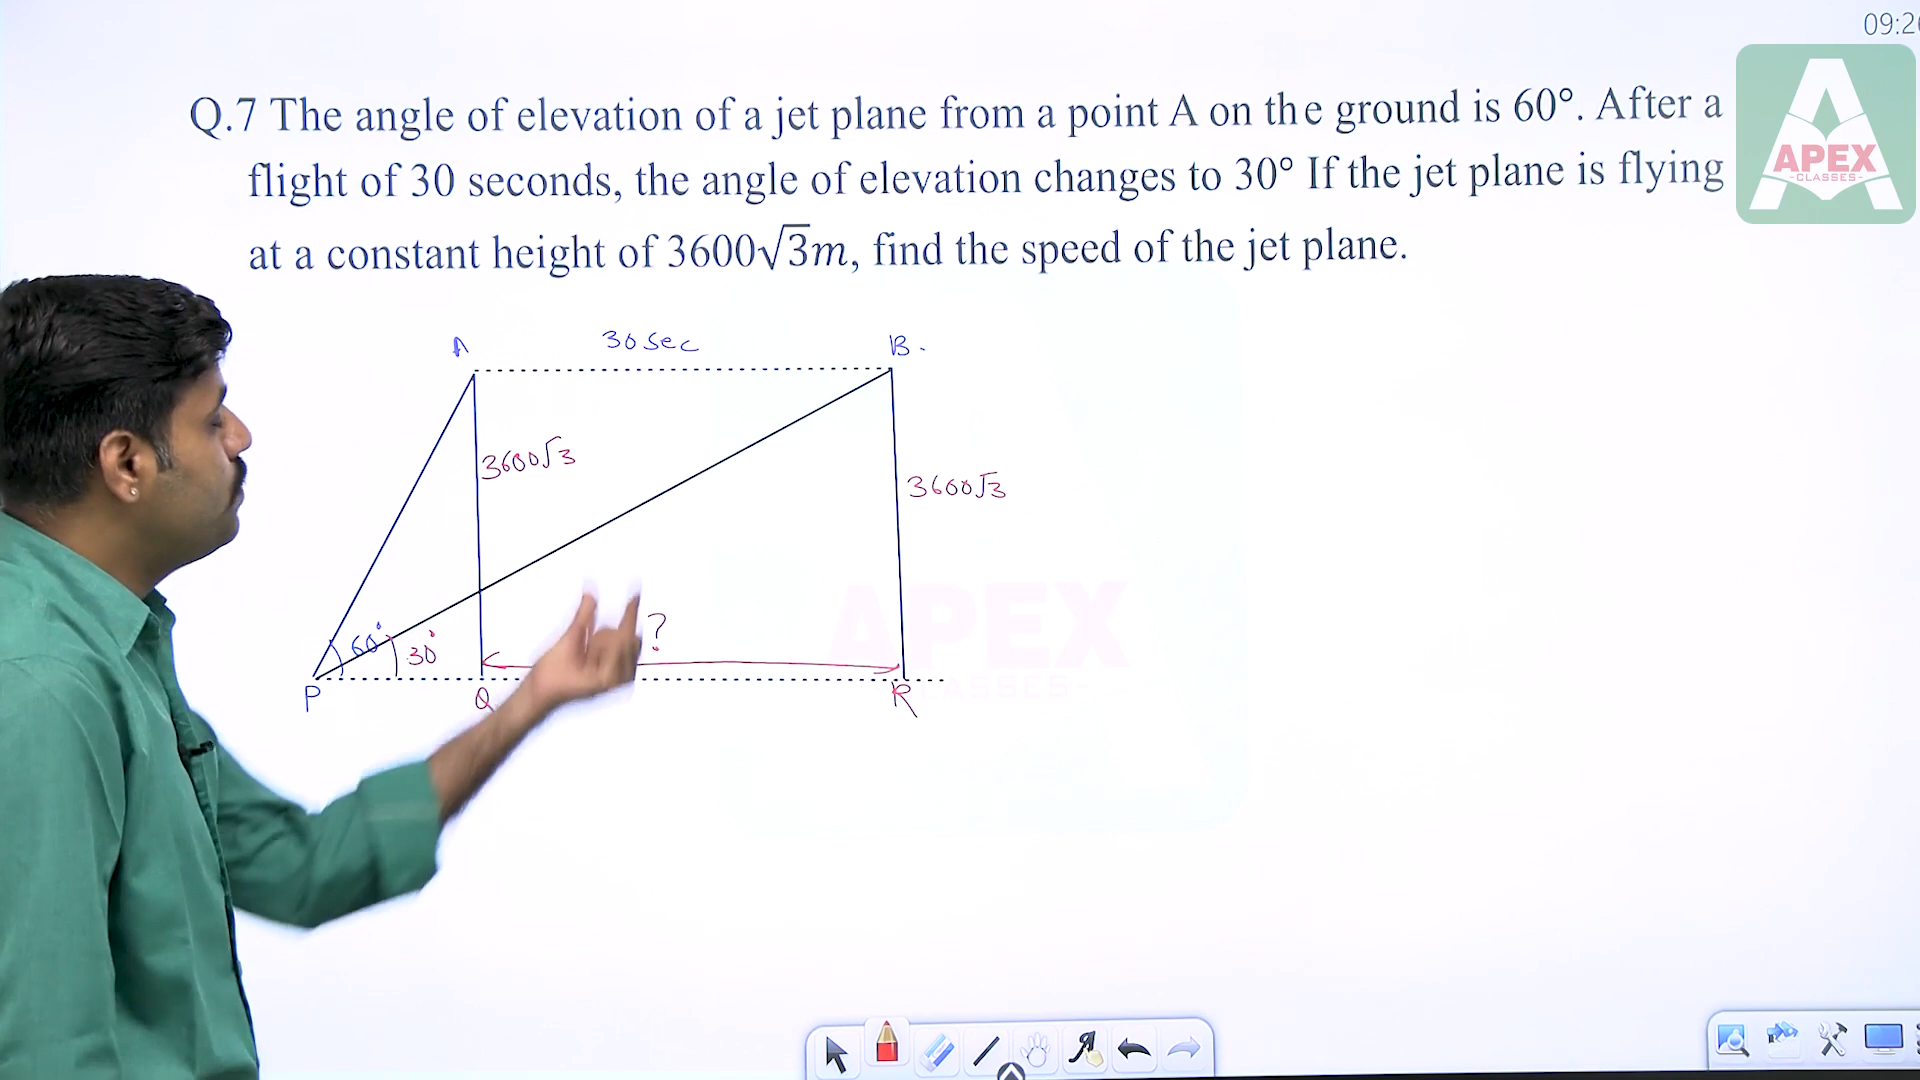 09:26
Q.7 The angle of elevation of a jet plane from a point A on the ground is 60°. After a
flight of 30 seconds, the angle of elevation changes to 30° If the jet plane is flying
at a constant height of 3600√3m, find the speed of the jet plane.
A
APEX
-CLASSES-
A
30 sec
B.
3600√3
3600√3
60°
30°
?
P
Q
R
APEX
CLASSES